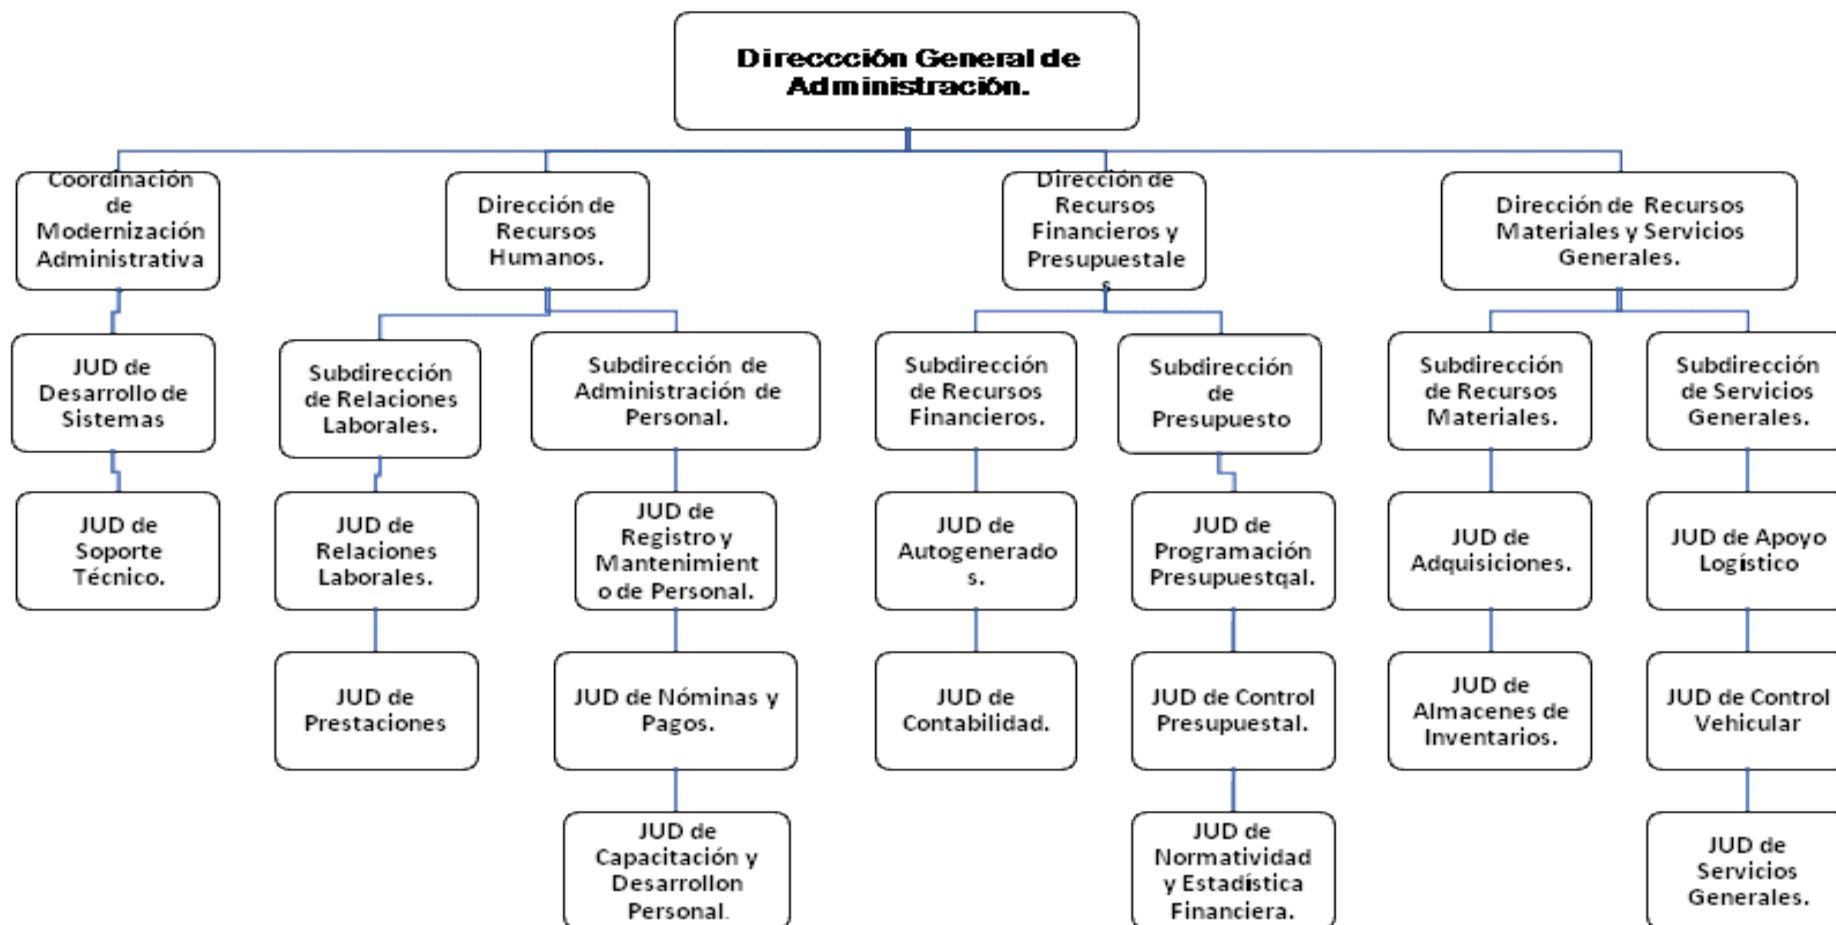 Direccción General de
Administración.
Coordinación
de
Modernización
Administrativa
Dirección de
Recursos
Humanos.
Dirección de
Recursos
Financieros y
Presupuestale
s
Dirección de Recursos
Materiales y Servicios
Generales.
JUD de
Desarrollo de
Sistemas
Subdirección
de Relaciones
Laborales.
Subdirección de
Administración de
Personal.
Subdirección
de Recursos
Financieros.
Subdirección
de
Presupuesto
Subdirección
de Recursos
Materiales.
Subdirección
de Servicios
Generales.
JUD de
Soporte
Técnico.
JUD de
Relaciones
Laborales.
JUD de
Registro y
Mantenimient
o de Personal.
JUD de
Autogenerado
s.
JUD de
Programación
Presupuestqal.
JUD de
Adquisiciones.
JUD de Apoyo
Logístico
JUD de
Prestaciones
JUD de Nóminas y
Pagos.
JUD de
Contabilidad.
JUD de Control
Presupuestal.
JUD de
Almacenes de
Inventarios.
JUD de Control
Vehicular
JUD de
Capacitación y
Desarrollon
Personal.
JUD de
Normatividad
y Estadística
Financiera.
JUD de
Servicios
Generales.